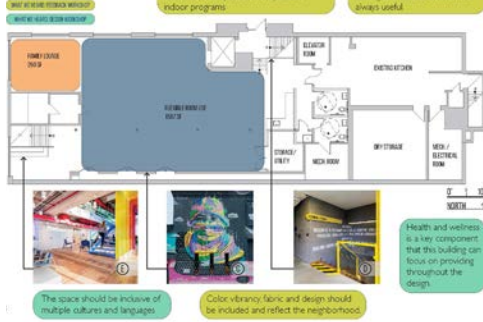 WHAT WE HEARD: FEEDBACK WORKSHOP
WHAT WE HEARD: DESIGN WORKSHOP
indoor programs
always useful.
FAMILY LOUNGE
ELEVATOR
ROOM
EXISTING KITCHEN
STORAGE/
UTILITY
MECH. ROOM
DRY STORAGE
MECH. /
ELECTRICAL
ROOM
0'
NORTH
Health and wellness
is a key component
that this building can
focus on providing
throughout the
design.
The space should be inclusive of
multiple cultures and languages
Color, vibrancy, fabric and design should
be included and reflect the neighborhood.